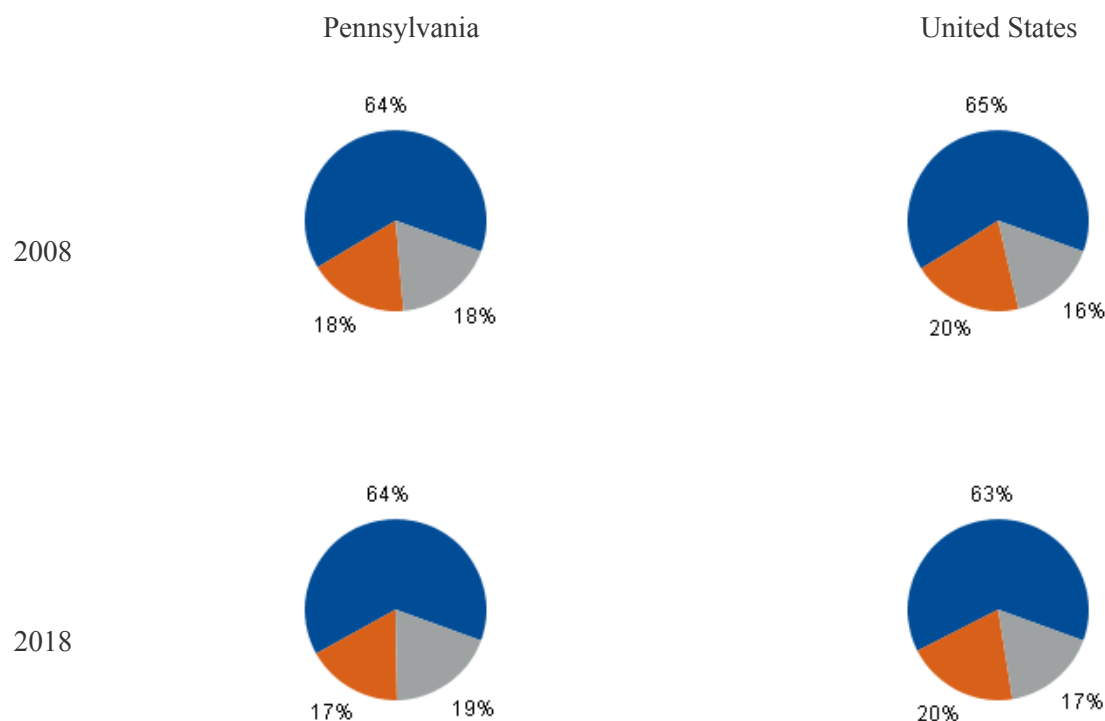 Pennsylvania United States
64% 65%
2008
18% 18% 20% 16%
64% 63%
2018
17% 19% 20% 17%